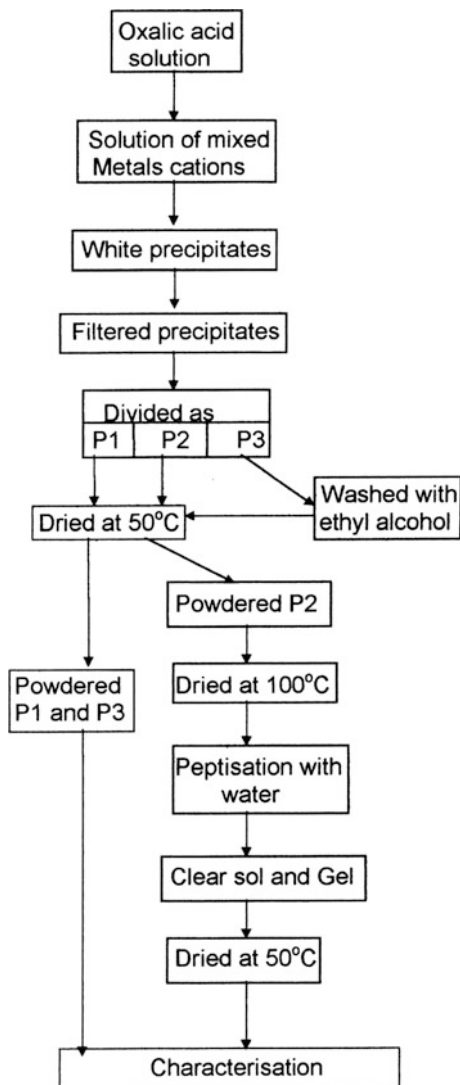 Oxalic acid
solution
Solution of mixed
Metals cations
White precipitates
Filtered precipitates
Divided as
P1 P2 P3
Washed with
ethyl alcohol
Dried at 50°C
Powdered P2
Powdered
P1 and P3
Dried at 100°C
Peptisation with
water
Clear sol and Gel
Dried at 50°C
Characterisation